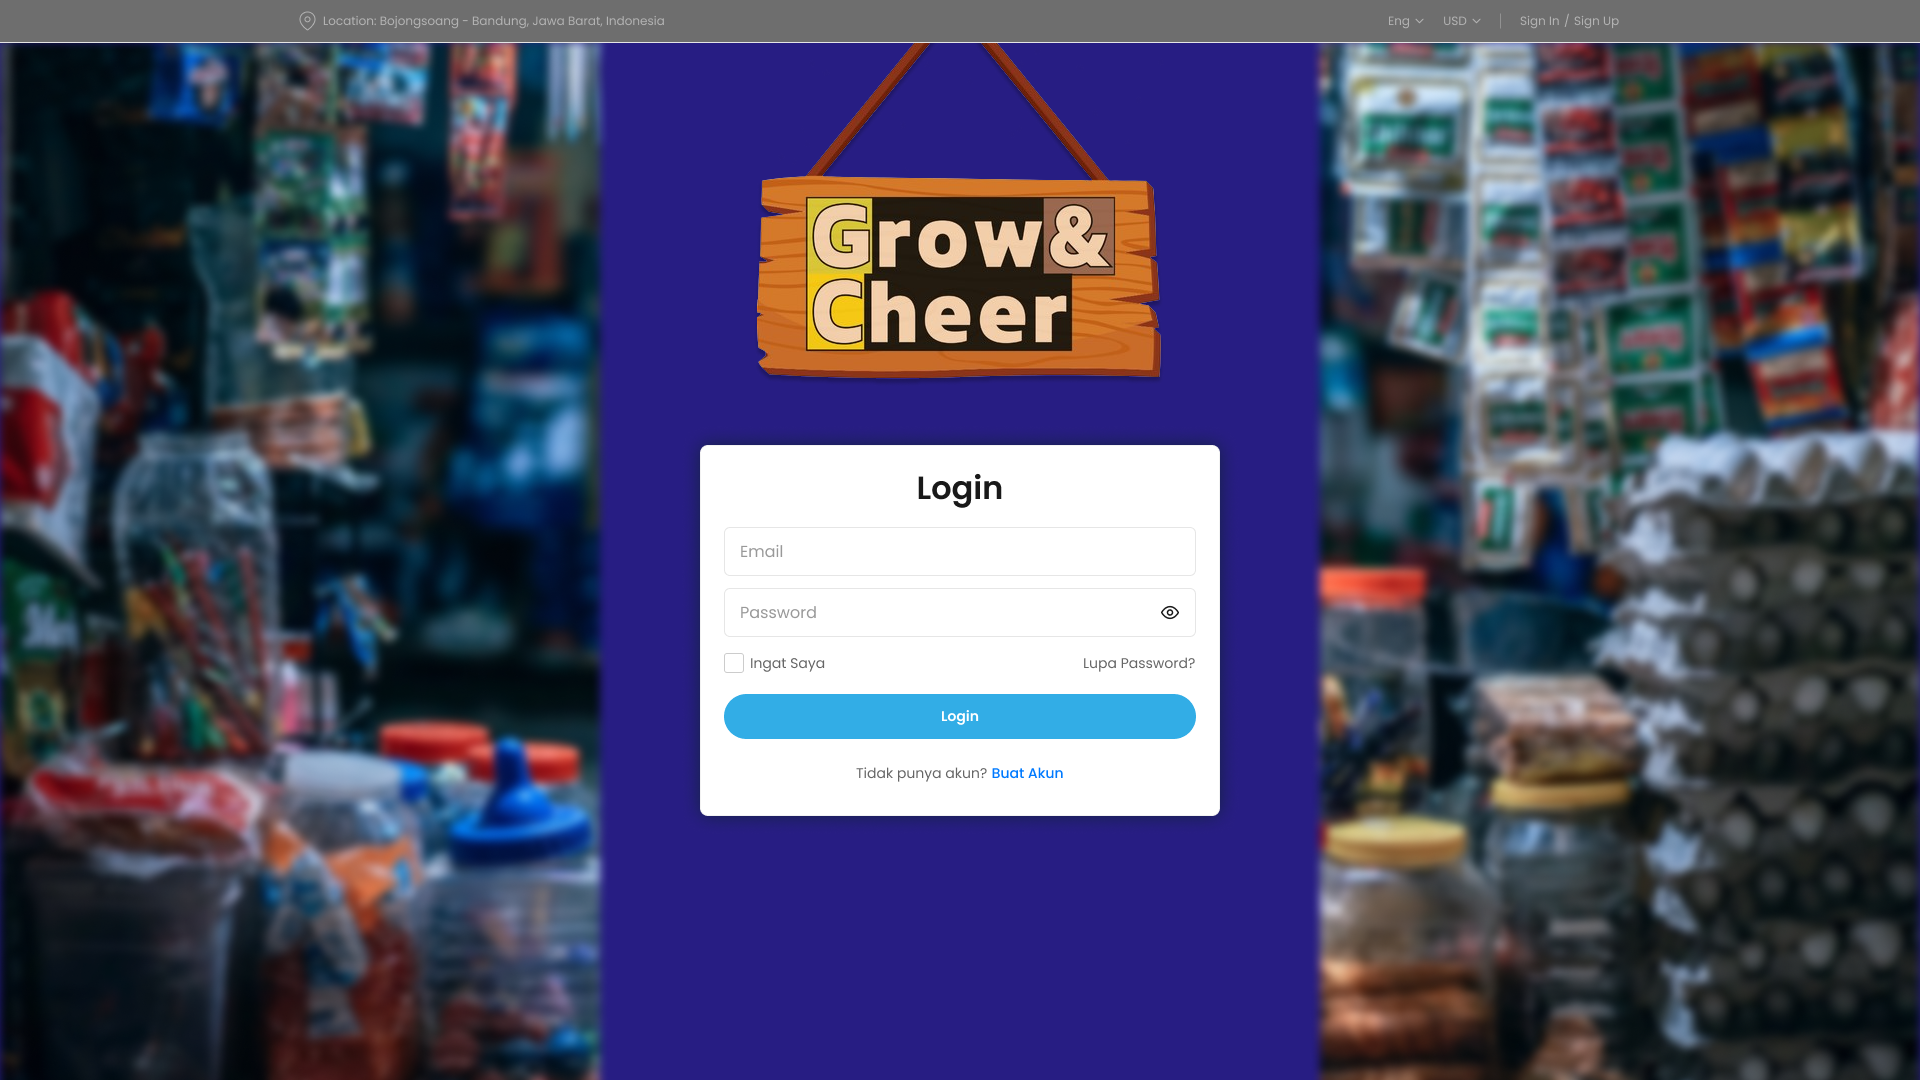 Location: Bojongsoang - Bandung, Jawa Barat, Indonesia
Eng
USD
Sign In / Sign Up
Grow&
Cheer
Login
Email
Password
Ingat Saya
Lupa Password?
Login
Tidak punya akun? Buat Akun